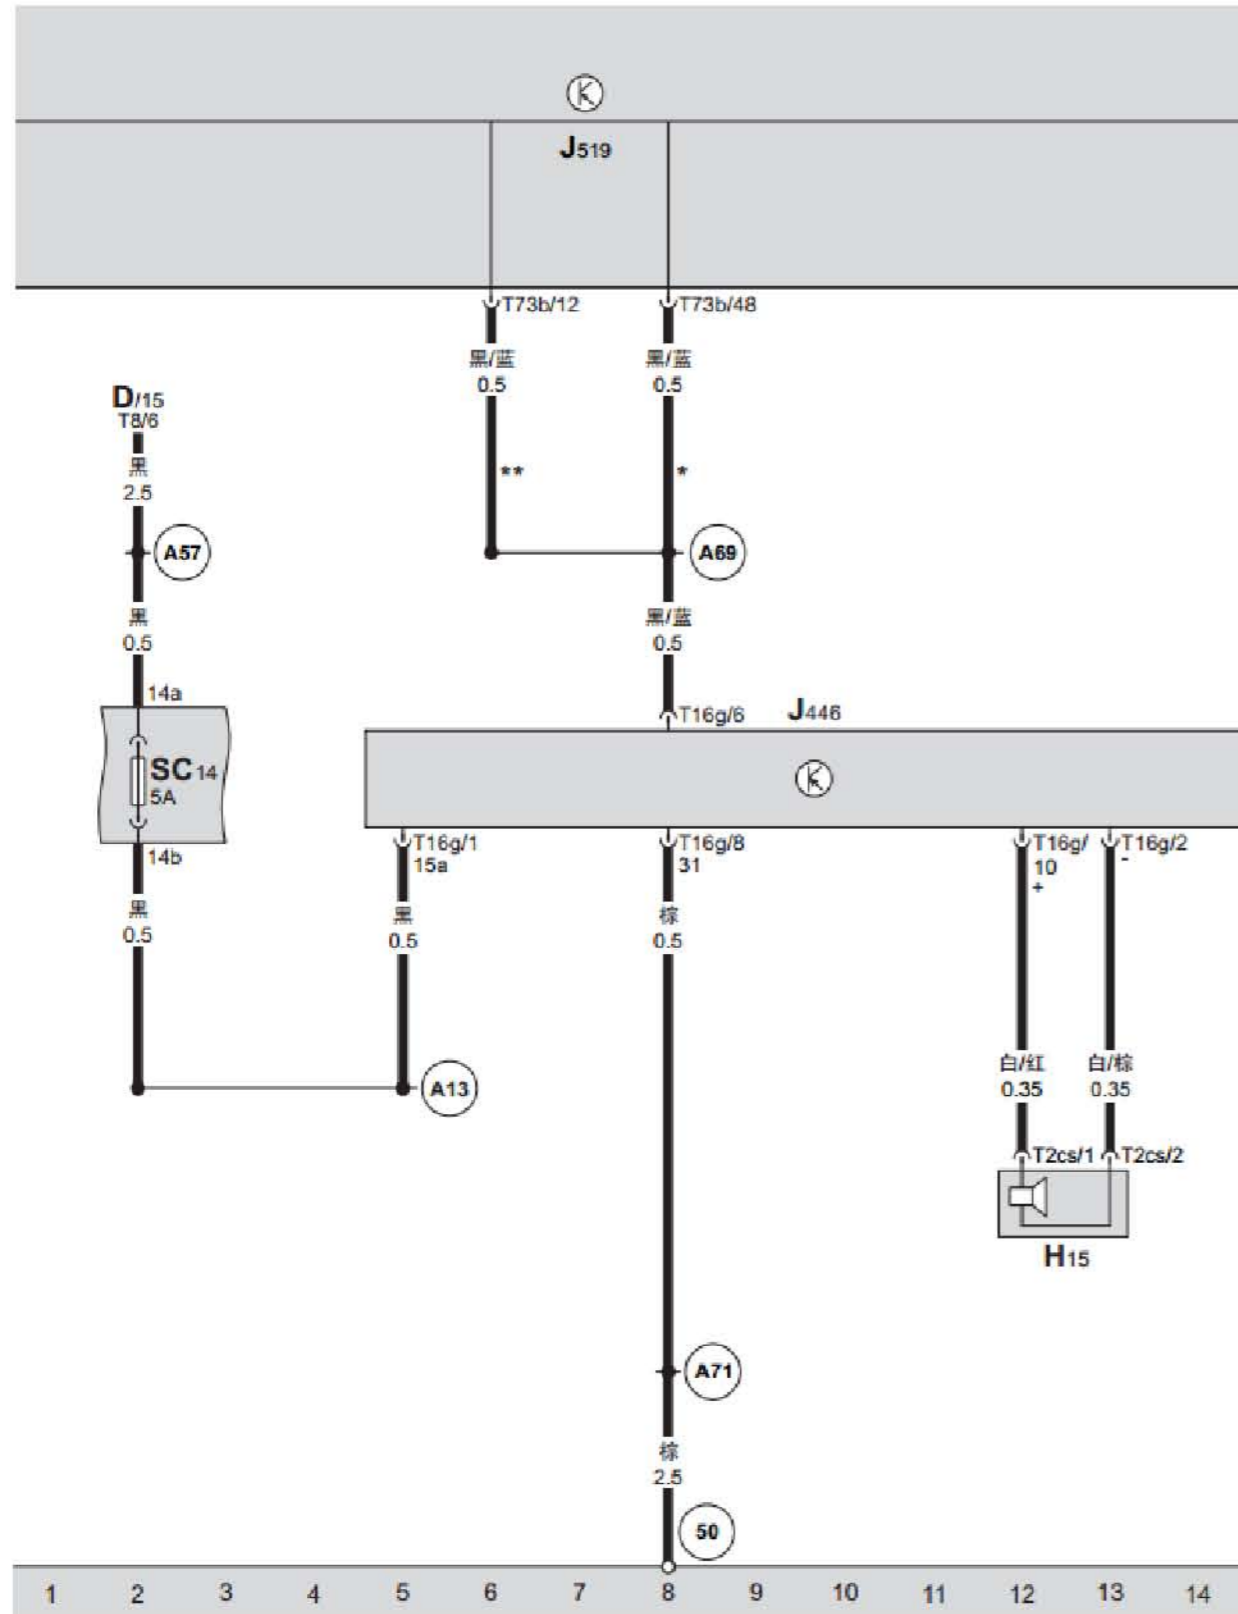 J519
T73b/12
T73b/48
黑/蓝
0.5
黑/蓝
0.5
D/15
T8/6
黑
2.5
**
*
A57
A69
黑
0.5
黑/蓝
0.5
14a
T16g/6
J446
SC14
5A
14b
T16g/1
15a
T16g/8
31
T16g/
10
+
T16g/2
-
黑
0.5
黑
0.5
棕
0.5
白/红
0.35
白/棕
0.35
A13
T2cs/1
T2cs/2
H15
A71
棕
2.5
50
1 2 3 4 5 6 7 8 9 10 11 12 13 14